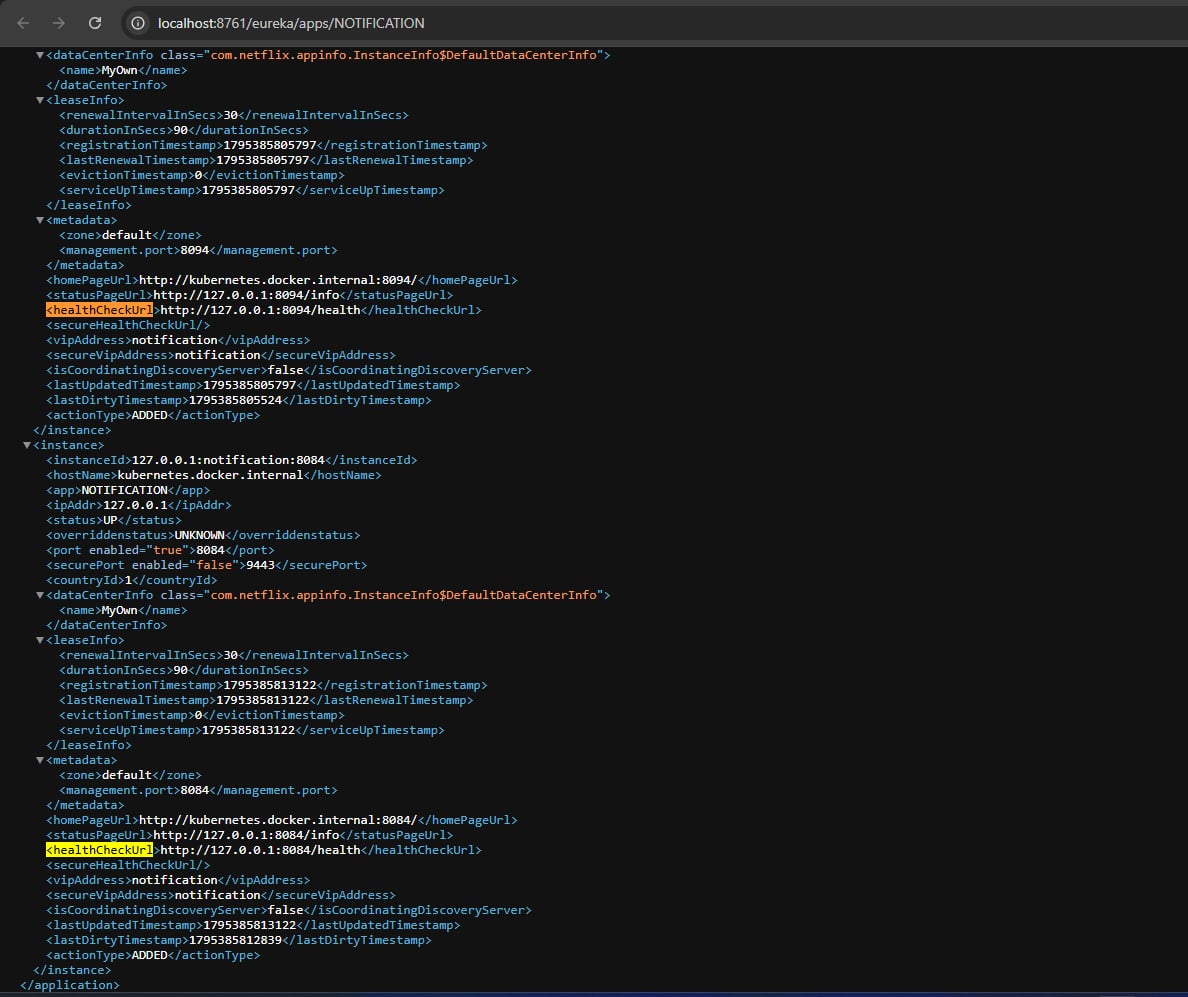 localhost:8761/eureka/apps/NOTIFICATION
▼<dataCenterInfo class="com.netflix.appinfo.InstanceInfo$DefaultDataCenterInfo">
<name>MyOwn</name>
</dataCenterInfo>
▼<leaseInfo>
<renewalIntervalInSecs>30</renewalIntervalInSecs>
<durationInSecs>90</durationInSecs>
<registrationTimestamp>1795385805797</registrationTimestamp>
<lastRenewalTimestamp>1795385805797</lastRenewalTimestamp>
<evictionTimestamp>0</evictionTimestamp>
<serviceUpTimestamp>1795385805797</serviceUpTimestamp>
</leaseInfo>
▼<metadata>
<zone>default</zone>
<management.port>8094</management.port>
</metadata>
<homePageUrl>http://kubernetes.docker.internal:8094/</homePageUrl>
<statusPageUrl>http://127.0.0.1:8094/info</statusPageUrl>
<healthCheckUrl>http://127.0.0.1:8094/health</healthCheckUrl>
<secureHealthCheckUrl/>
<vipAddress>notification</vipAddress>
<secureVipAddress>notification</secureVipAddress>
<isCoordinatingDiscoveryServer>false</isCoordinatingDiscoveryServer>
<lastUpdatedTimestamp>1795385805797</lastUpdatedTimestamp>
<lastDirtyTimestamp>1795385805524</lastDirtyTimestamp>
<actionType>ADDED</actionType>
</instance>
▼<instance>
<instanceId>127.0.0.1:notification:8084</instanceId>
<hostName>kubernetes.docker.internal</hostName>
<app>NOTIFICATION</app>
<ipAddr>127.0.0.1</ipAddr>
<status>UP</status>
<overriddenstatus>UNKNOWN</overriddenstatus>
<port enabled="true">8084</port>
<securePort enabled="false">9443</securePort>
<countryId>1</countryId>
▼<dataCenterInfo class="com.netflix.appinfo.InstanceInfo$DefaultDataCenterInfo">
<name>MyOwn</name>
</dataCenterInfo>
▼<leaseInfo>
<renewalIntervalInSecs>30</renewalIntervalInSecs>
<durationInSecs>90</durationInSecs>
<registrationTimestamp>1795385813122</registrationTimestamp>
<lastRenewalTimestamp>1795385813122</lastRenewalTimestamp>
<evictionTimestamp>0</evictionTimestamp>
<serviceUpTimestamp>1795385813122</serviceUpTimestamp>
</leaseInfo>
▼<metadata>
<zone>default</zone>
<management.port>8084</management.port>
</metadata>
<homePageUrl>http://kubernetes.docker.internal:8084/</homePageUrl>
<statusPageUrl>http://127.0.0.1:8084/info</statusPageUrl>
<healthCheckUrl>http://127.0.0.1:8084/health</healthCheckUrl>
<secureHealthCheckUrl/>
<vipAddress>notification</vipAddress>
<secureVipAddress>notification</secureVipAddress>
<isCoordinatingDiscoveryServer>false</isCoordinatingDiscoveryServer>
<lastUpdatedTimestamp>1795385813122</lastUpdatedTimestamp>
<lastDirtyTimestamp>1795385812839</lastDirtyTimestamp>
<actionType>ADDED</actionType>
</instance>
</application>